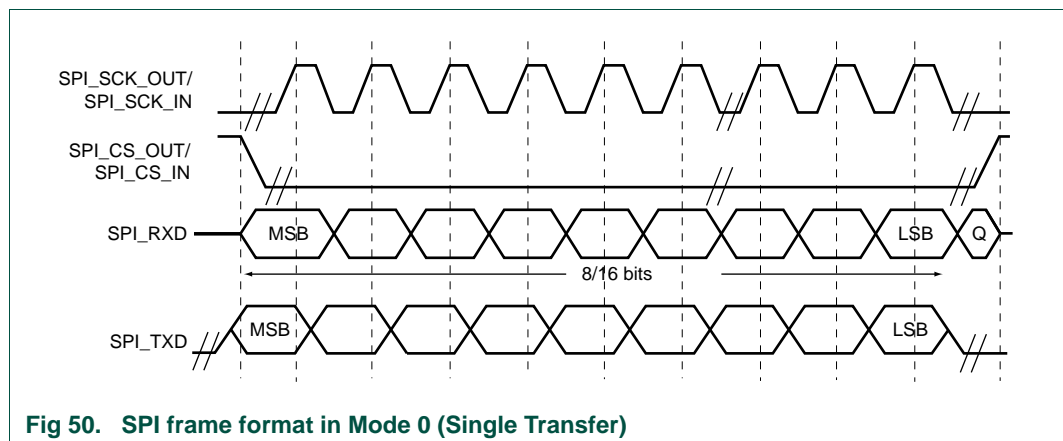 SPI_SCK_OUT/
SPI_SCK_IN
SPI_CS_OUT/
SPI_CS_IN
SPI_RXD
MSB
LSB
Q
8/16 bits
SPI_TXD
MSB
LSB
Fig 50. SPI frame format in Mode 0 (Single Transfer)